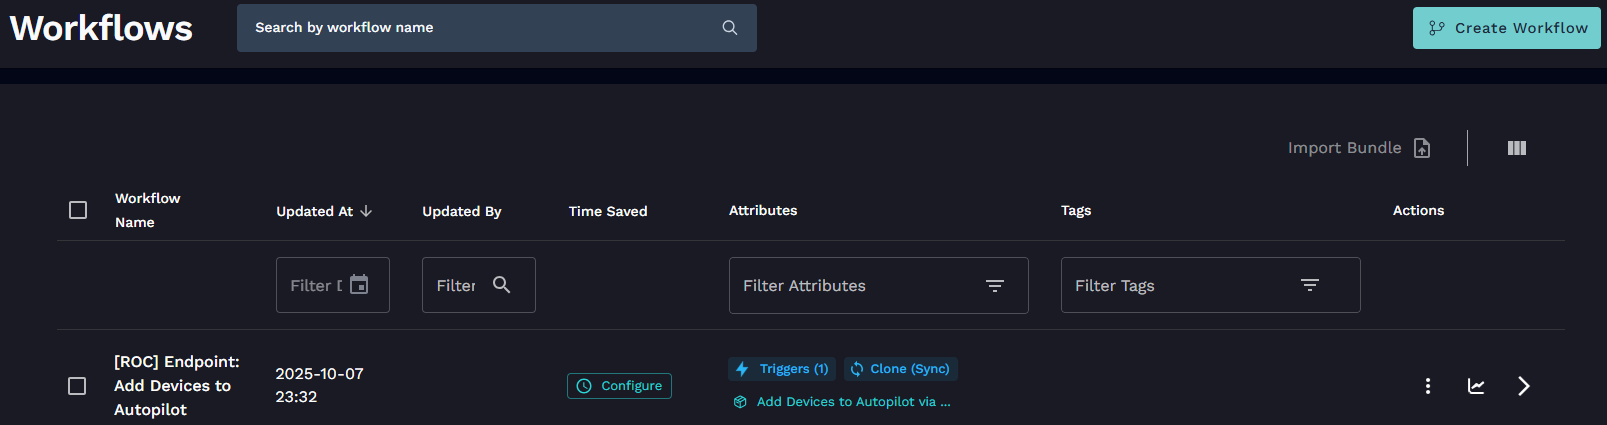 Workflows
Search by workflow name
Create Workflow
Import Bundle
Workflow
Name
Updated At
Updated By
Time Saved
Attributes
Tags
Actions
Filter
Filter
Filter Attributes
Filter Tags
[ROC] Endpoint:
Add Devices to
Autopilot
2025-10-07
23:32
Configure
Triggers (1)
Clone (Sync)
Add Devices to Autopilot via ...